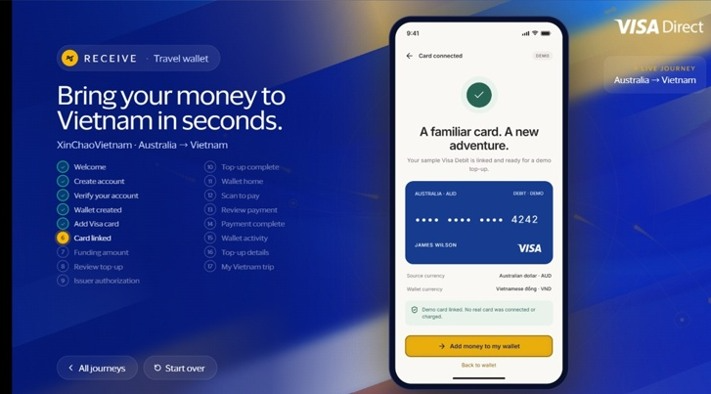 RECEIVE · Travel wallet
Bring your money to
Vietnam in seconds.
XinChaoVietnam · Australia → Vietnam
Welcome
Create account
Verify your account
Wallet created
Add Visa card
6 Card linked
7 Funding amount
8 Review top-up
9 Issuer authorization
10 Top-up complete
11 Wallet home
12 Scan to pay
13 Review payment
14 Payment complete
15 Wallet activity
16 Top-up details
17 My Vietnam trip
All journeys
Start over
9:41
Card connected
DEMO
A familiar card. A new
adventure.
Your sample Visa Debit is linked and ready for a demo
top-up.
AUSTRALIA · AUD
DEBIT · DEMO
•••• •••• •••• 4242
JAMES WILSON
VISA
Source currency
Australian dollar · AUD
Wallet currency
Vietnamese đồng · VND
Demo card linked. No real card was connected or
charged.
→ Add money to my wallet
Back to wallet
VISA Direct
LIVE JOURNEY
Australia → Vietnam